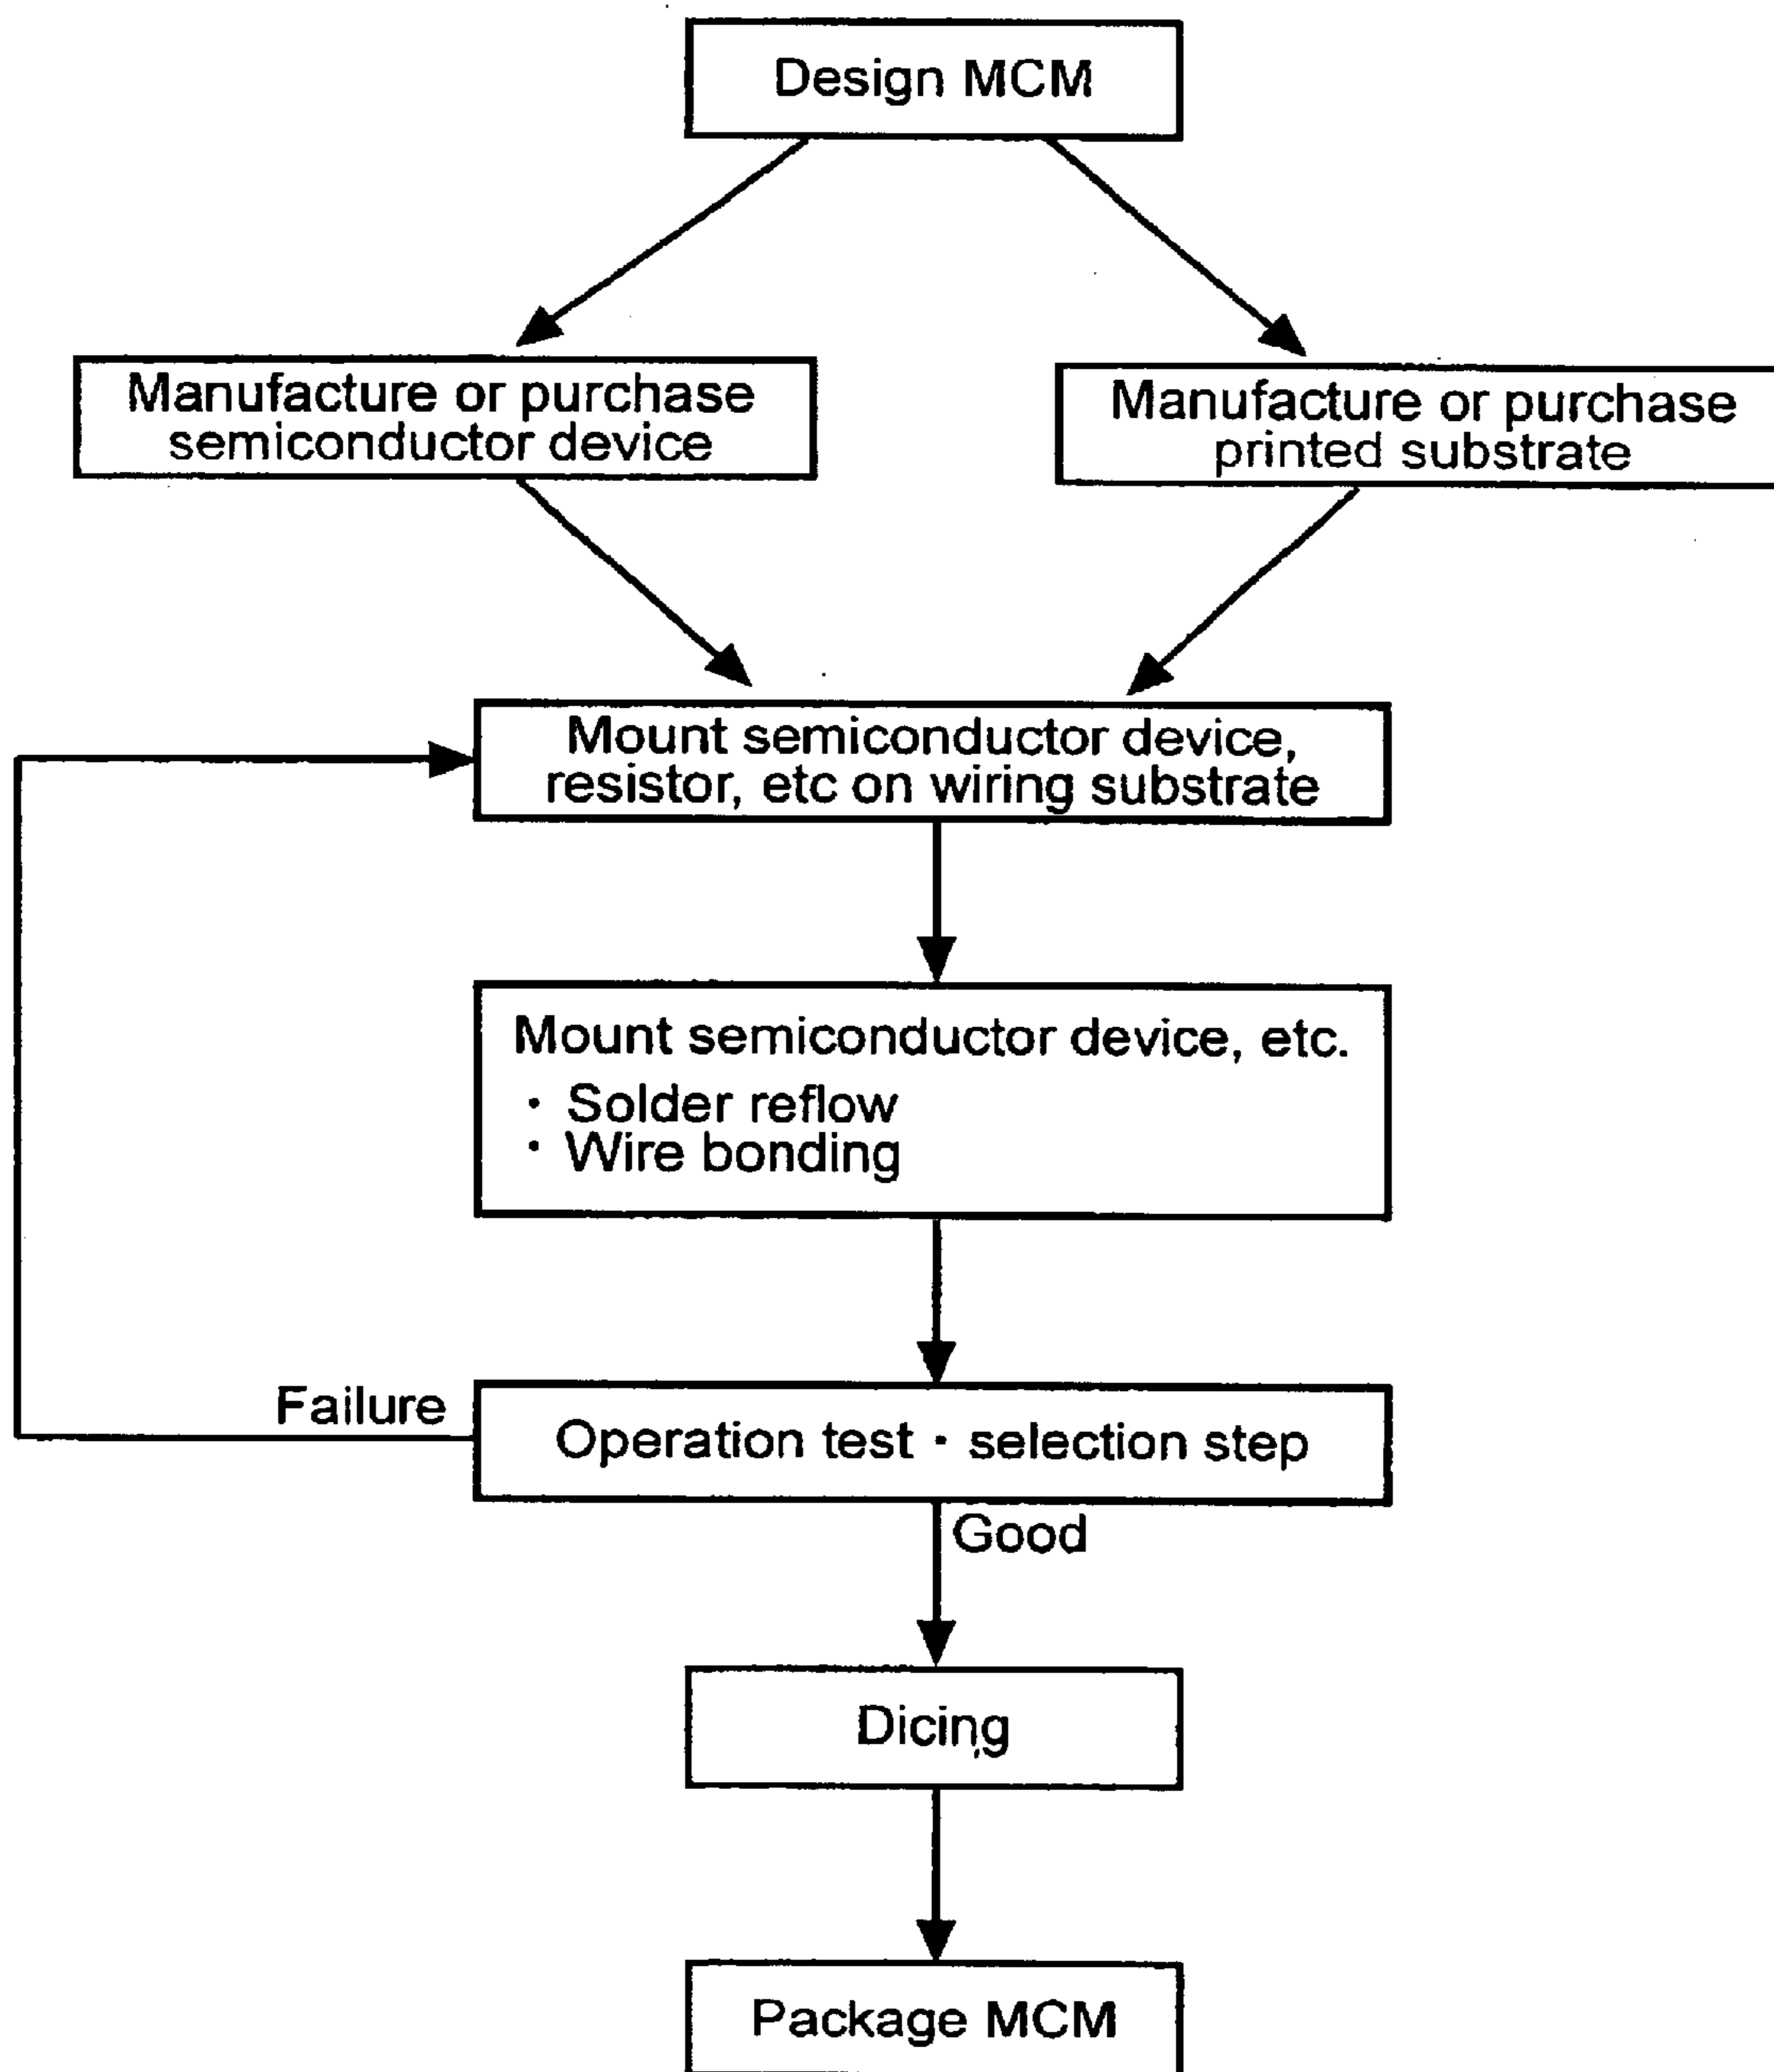 Design MCM
Manufacture or purchase
semiconductor device
Manufacture or purchase
printed substrate
Mount semiconductor device,
resistor, etc on wiring substrate
Mount semiconductor device, etc.
· Solder reflow
· Wire bonding
Failure
Operation test · selection step
Good
Dicing
Package MCM